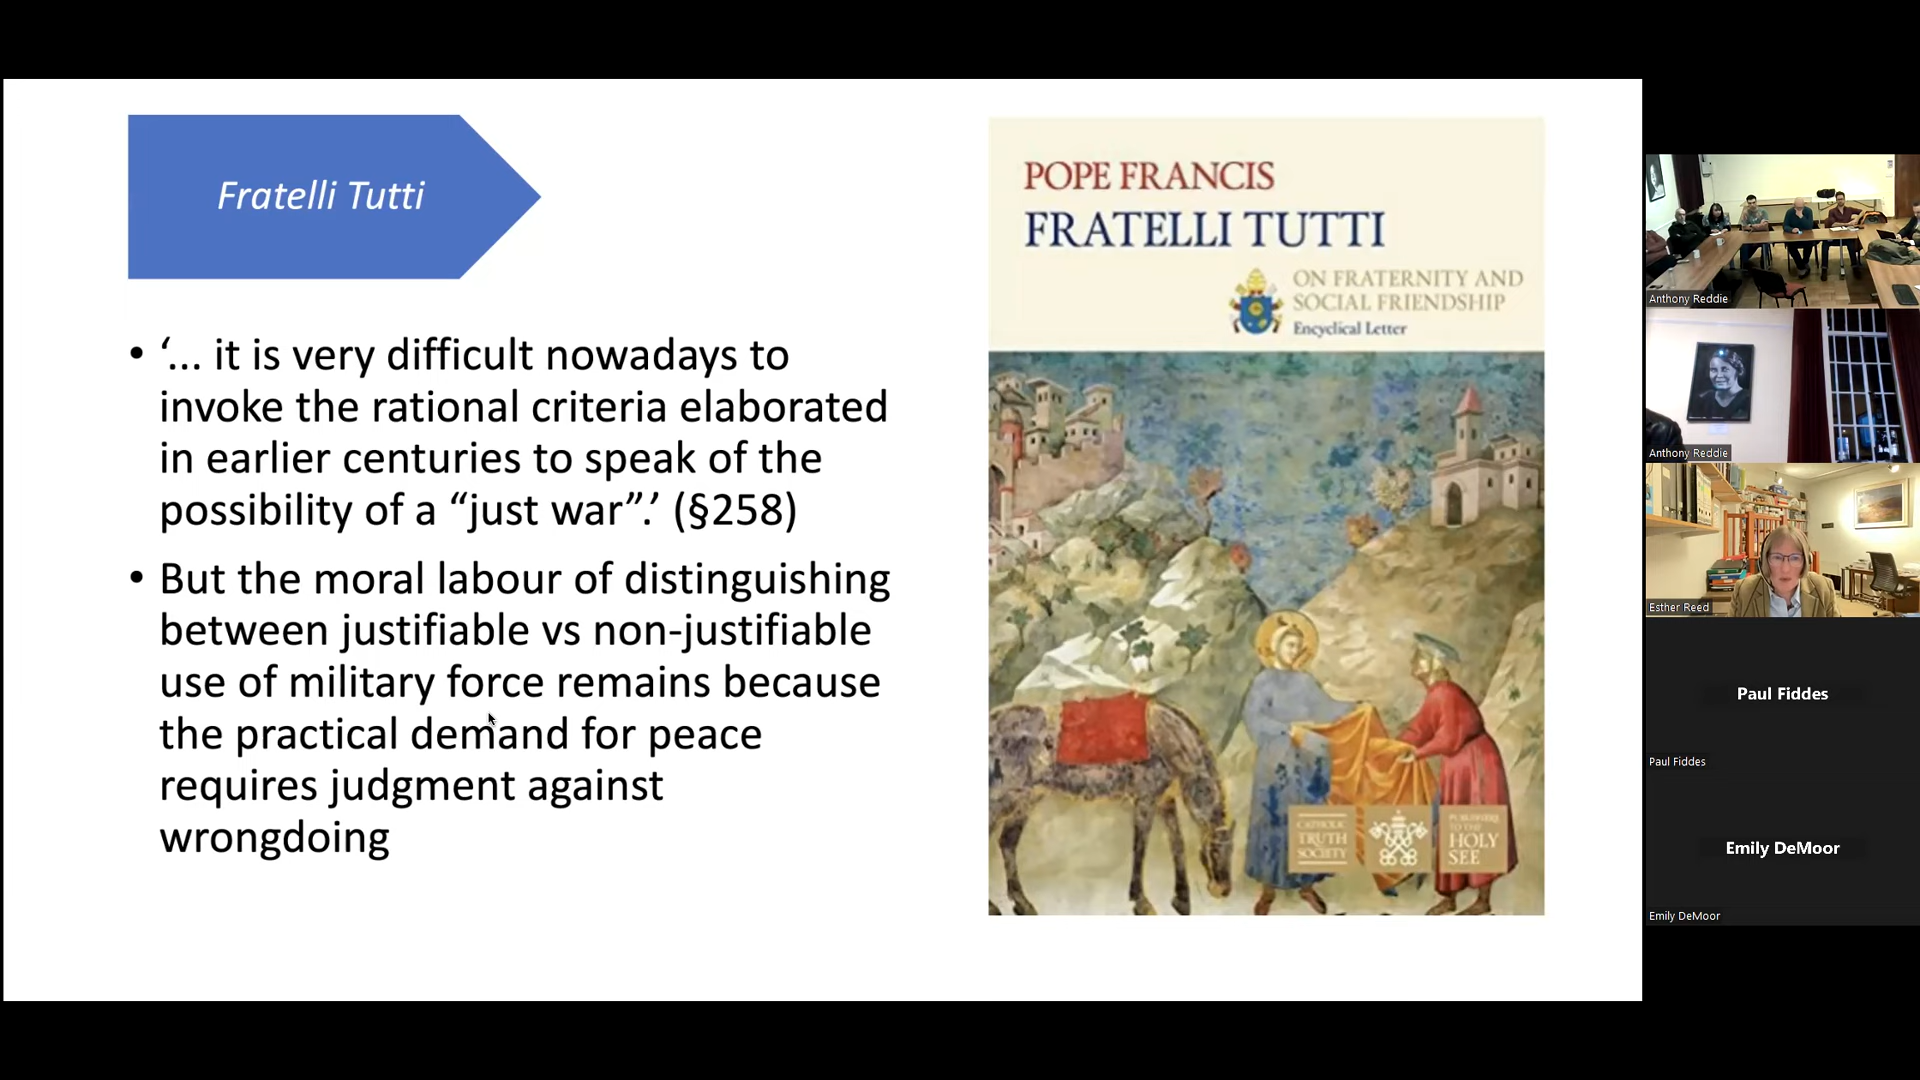 Fratelli Tutti
• ‘... it is very difficult nowadays to
invoke the rational criteria elaborated
in earlier centuries to speak of the
possibility of a “just war”.’ (§258)
• But the moral labour of distinguishing
between justifiable vs non-justifiable
use of military force remains because
the practical demand for peace
requires judgment against
wrongdoing
POPE FRANCIS
FRATELLI TUTTI
ON FRATERNITY AND
SOCIAL FRIENDSHIP
Encyclical Letter
CATHOLIC
TRUTH
SOCIETY
PUBLISHERS
TO THE
HOLY
SEE
Anthony Reddie
Anthony Reddie
Esther Reed
Paul Fiddes
Paul Fiddes
Emily DeMoor
Emily DeMoor